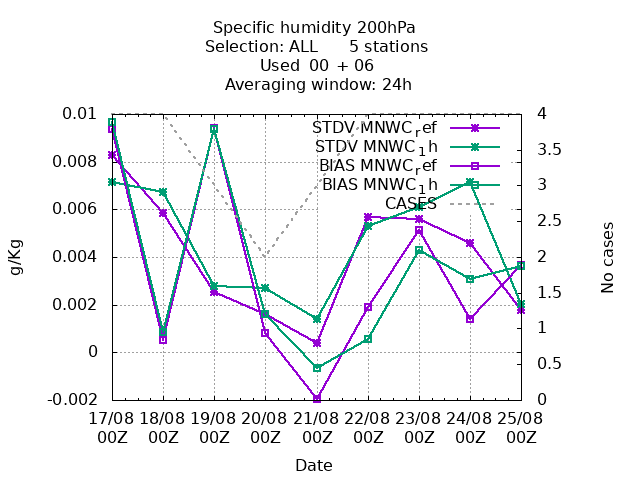 Specific humidity 200hPa
Selection: ALL 5 stations
Used 00 + 06
Averaging window: 24h
STDV MNWC_ref
STDV MNWC_1h
BIAS MNWC_ref
BIAS MNWC_1h
CASES
g/Kg
0.01
0.008
0.006
0.004
0.002
0
-0.002
No cases
4
3.5
3
2.5
2
1.5
1
0.5
0
17/08 18/08 19/08 20/08 21/08 22/08 23/08 24/08 25/08
00Z 00Z 00Z 00Z 00Z 00Z 00Z 00Z 00Z
Date